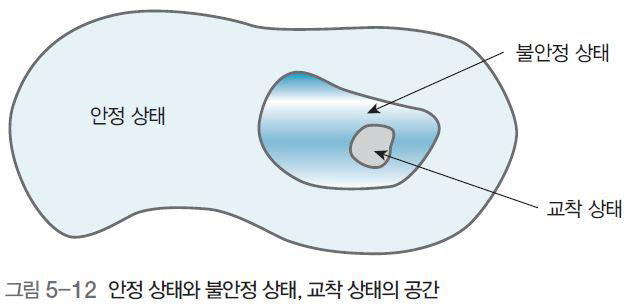 불안정 상태
안정 상태
교착 상태
그림 5-12 안정 상태와 불안정 상태, 교착 상태의 공간